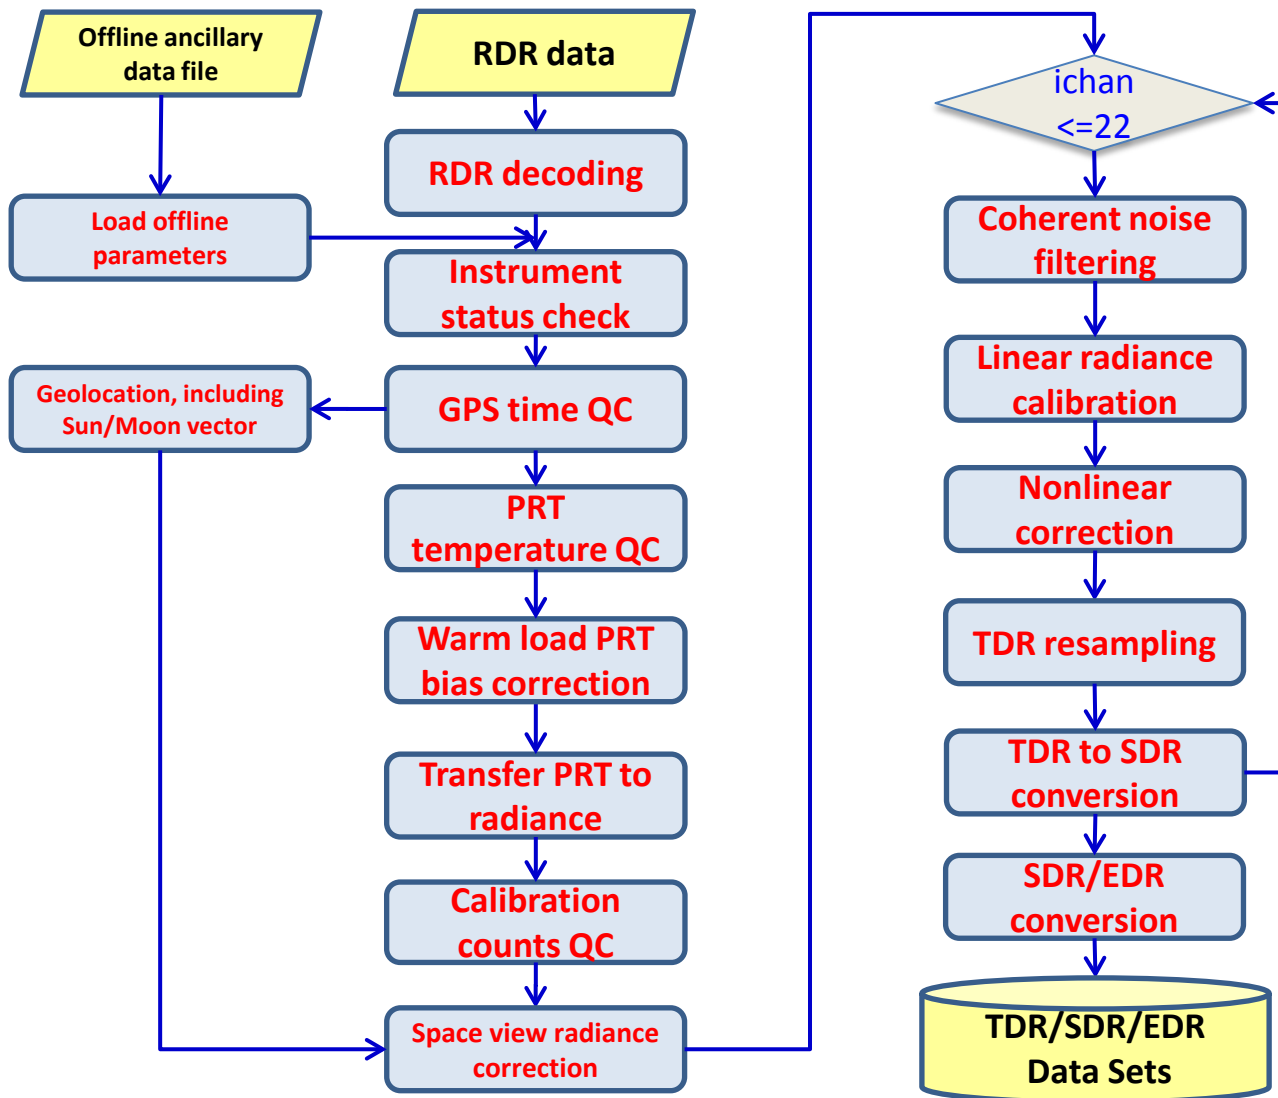 Offline ancillary
data file
RDR data
RDR decoding
Load offline
parameters
Instrument
status check
Geolocation, including
Sun/Moon vector
GPS time QC
PRT
temperature QC
Warm load PRT
bias correction
Transfer PRT to
radiance
Calibration
counts QC
Space view radiance
correction
ichan
<=22
Coherent noise
filtering
Linear radiance
calibration
Nonlinear
correction
TDR resampling
TDR to SDR
conversion
SDR/EDR
conversion
TDR/SDR/EDR
Data Sets